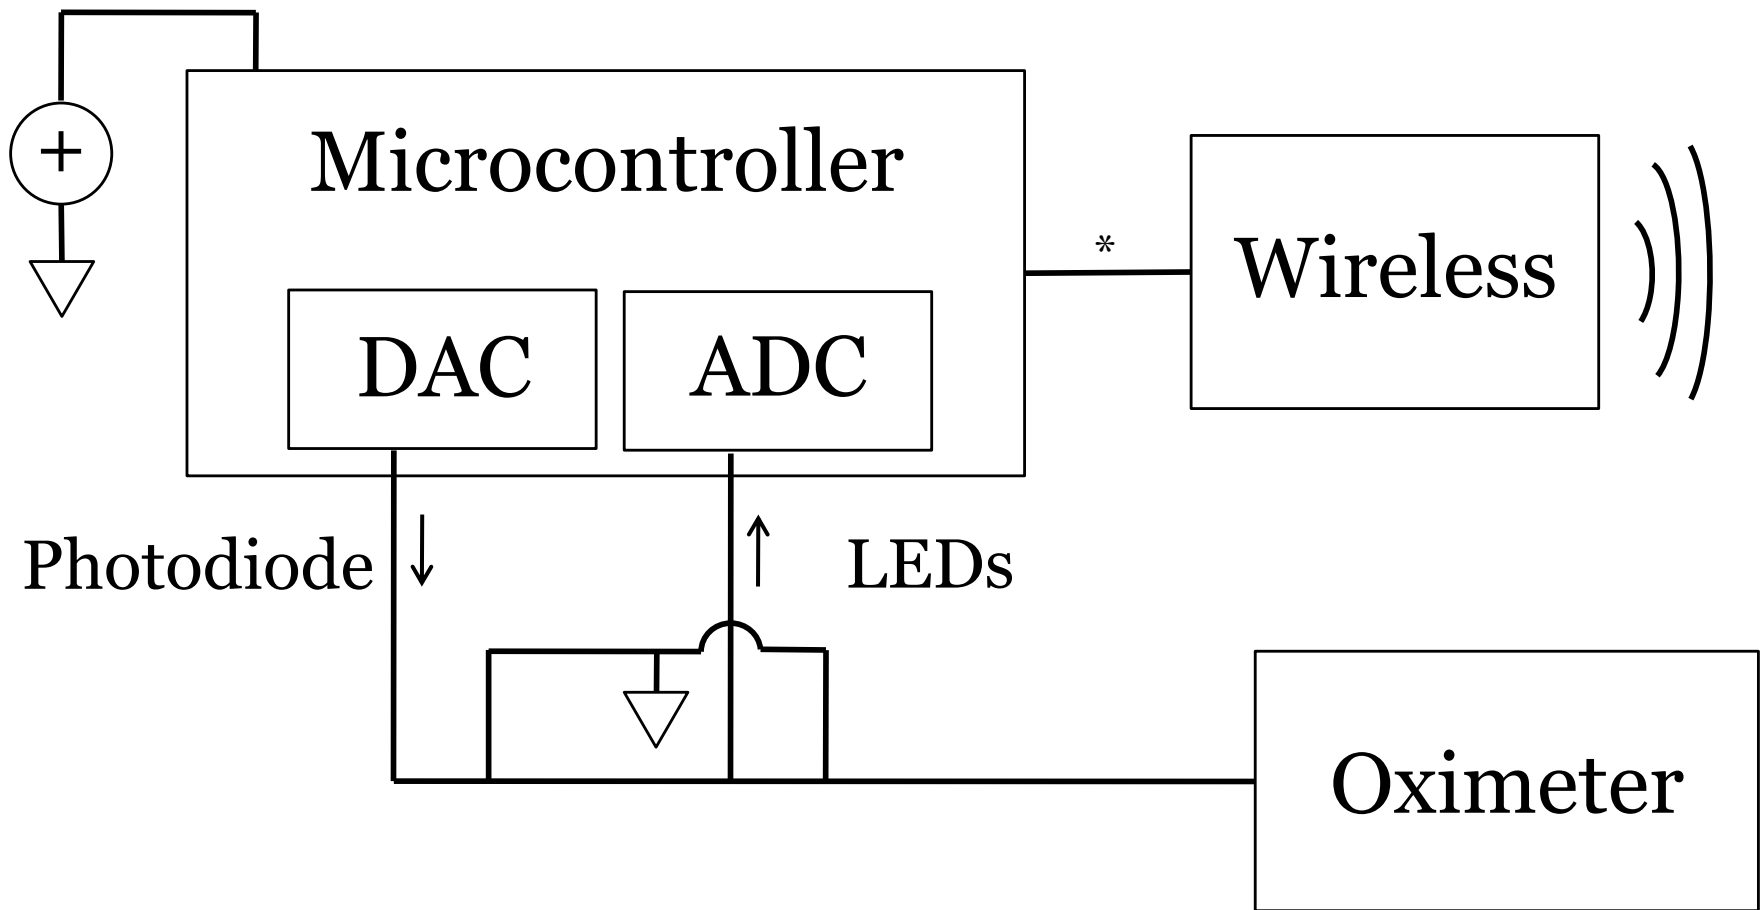 +
Microcontroller
*
Wireless
DAC
ADC
Photodiode
LEDs
Oximeter